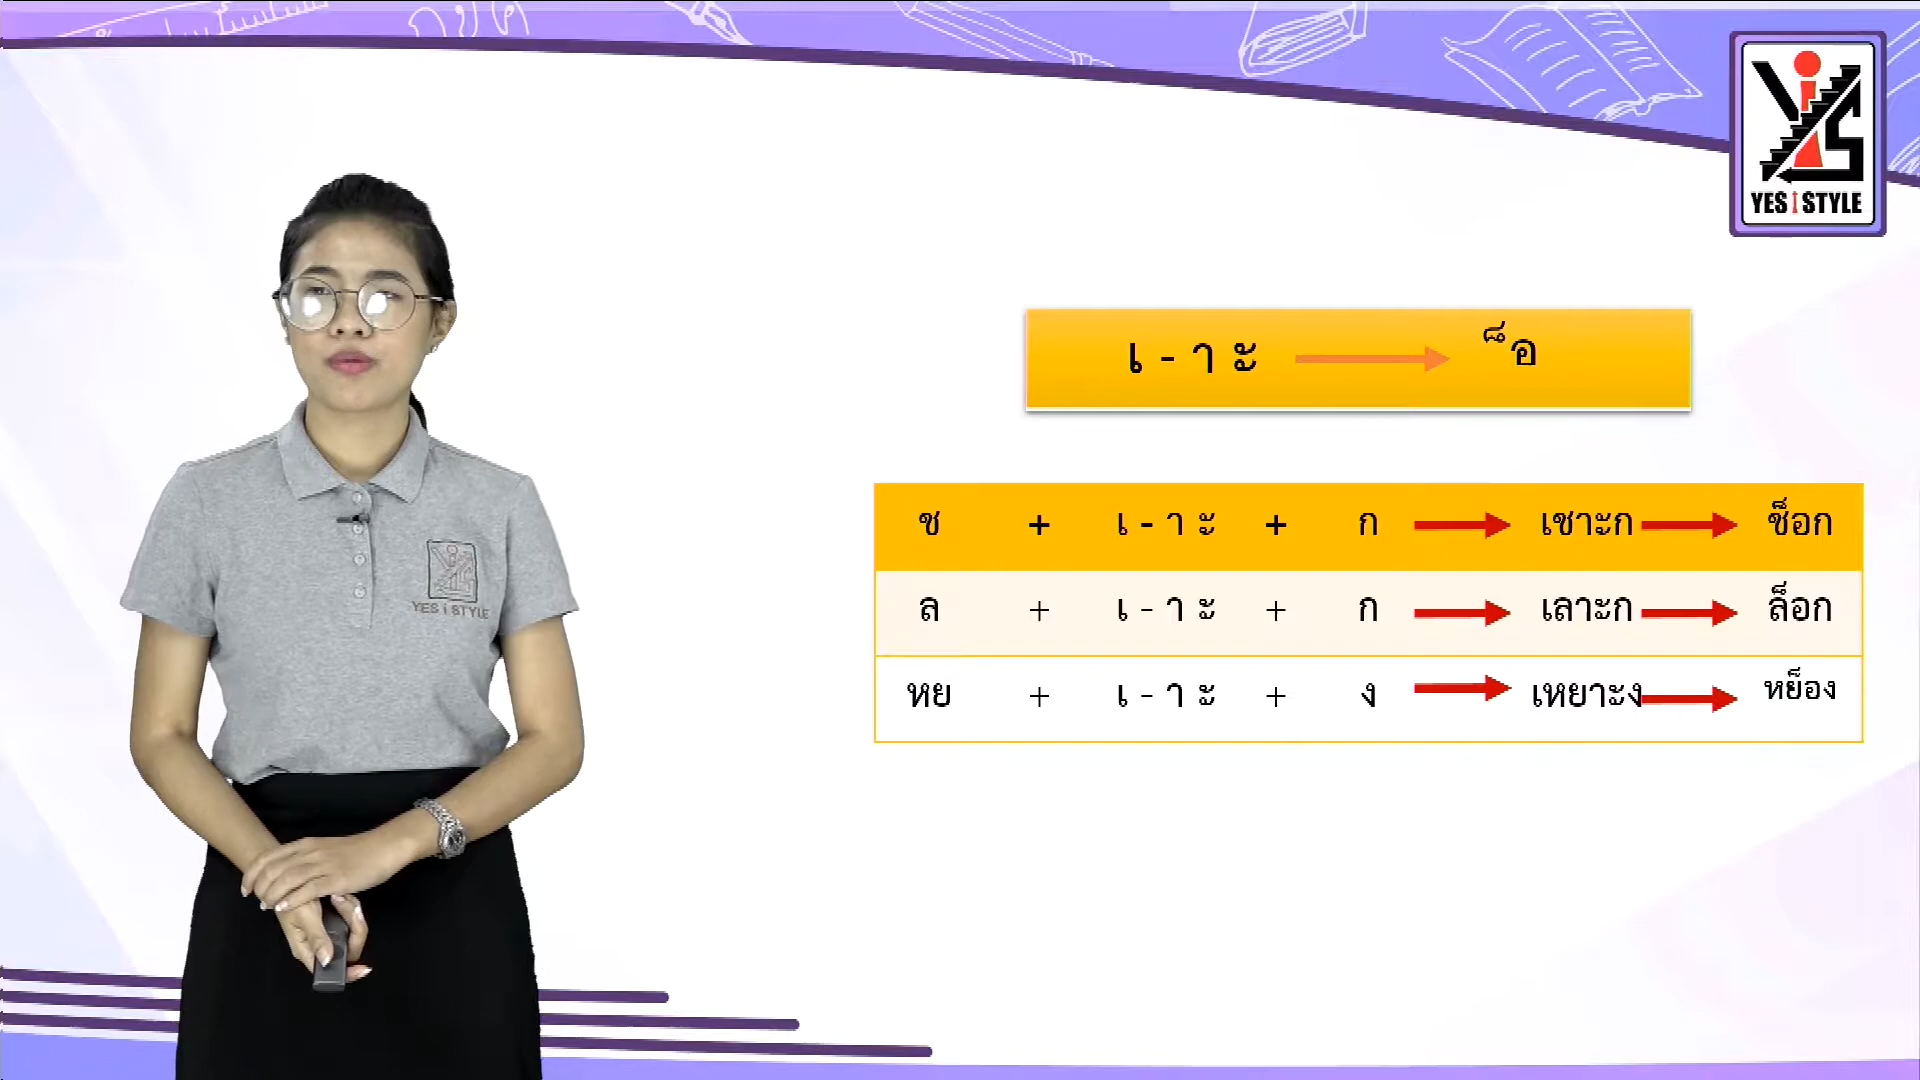 YES i STYLE
เ - า ะ ็อ
ช + เ - า ะ + ก เชาะก ช็อก
ล + เ - า ะ + ก เลาะก ล็อก
หย + เ - า ะ + ง เหยาะง หย็อง
YES i STYLE